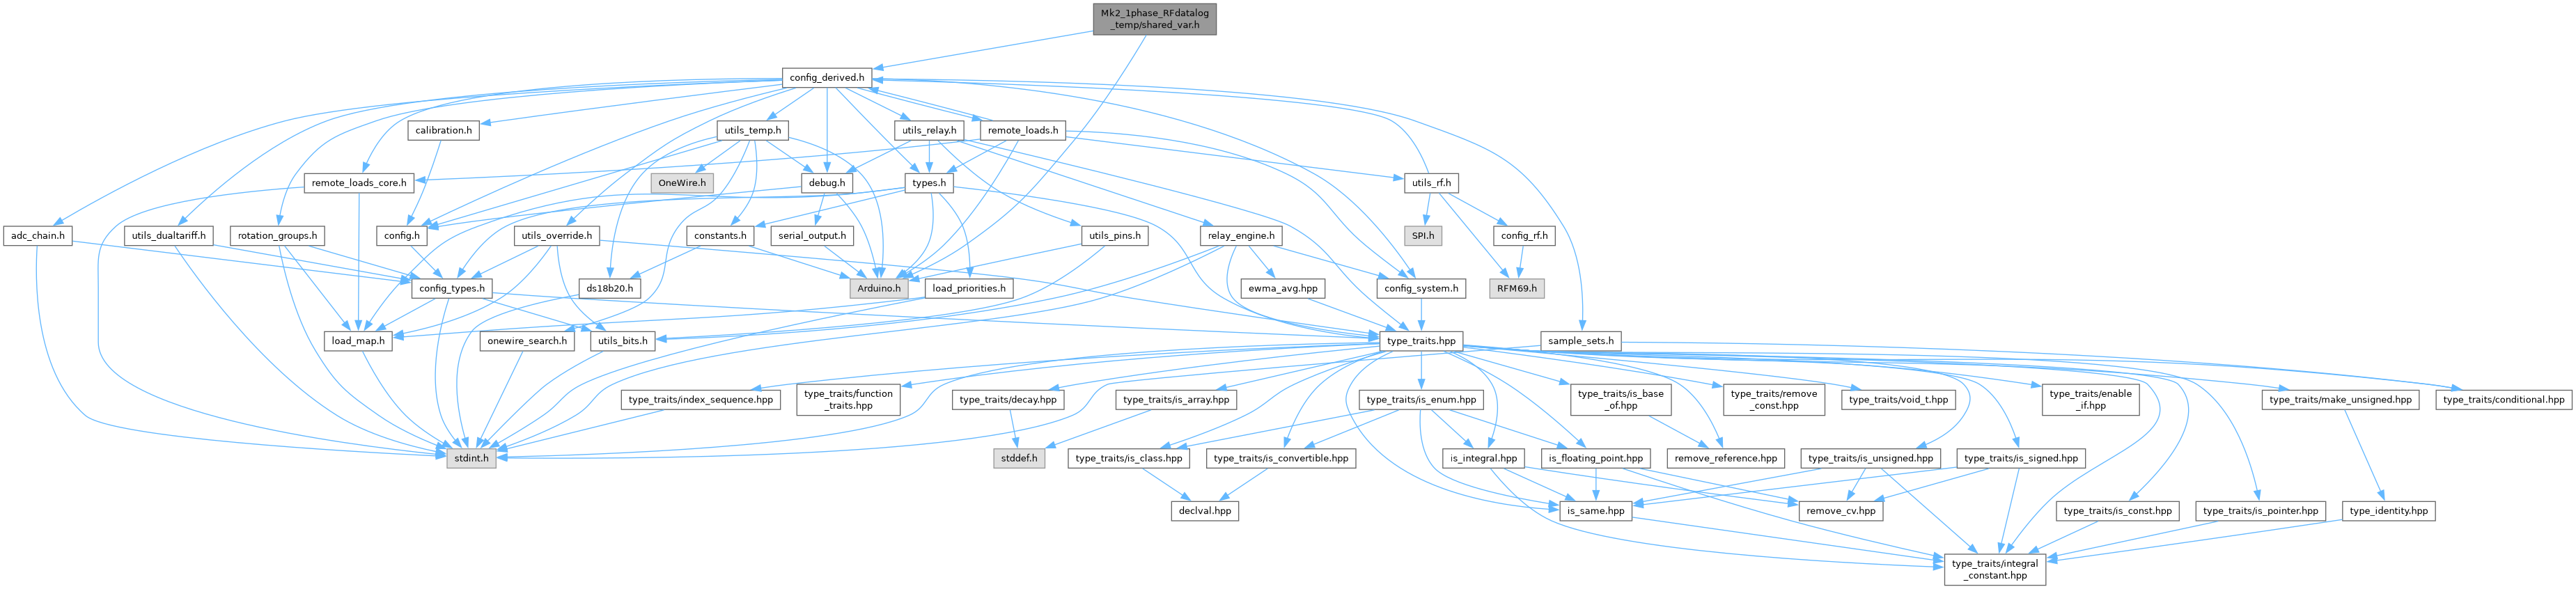 Mk2_1phase_RFdatalog
_temp/shared_var.h
config_derived.h
calibration.h
utils_temp.h
utils_relay.h
remote_loads.h
remote_loads_core.h
OneWire.h
debug.h
types.h
utils_rf.h
adc_chain.h
utils_dualtariff.h
rotation_groups.h
config.h
utils_override.h
constants.h
serial_output.h
utils_pins.h
relay_engine.h
SPI.h
config_rf.h
config_types.h
ds18b20.h
Arduino.h
load_priorities.h
ewma_avg.hpp
config_system.h
RFM69.h
load_map.h
onewire_search.h
utils_bits.h
type_traits.hpp
sample_sets.h
type_traits/index_sequence.hpp
type_traits/function
_traits.hpp
type_traits/decay.hpp
type_traits/is_array.hpp
type_traits/is_enum.hpp
type_traits/is_base
_of.hpp
type_traits/remove
_const.hpp
type_traits/void_t.hpp
type_traits/enable
_if.hpp
type_traits/make_unsigned.hpp
type_traits/conditional.hpp
stdint.h
stddef.h
type_traits/is_class.hpp
type_traits/is_convertible.hpp
is_integral.hpp
is_floating_point.hpp
remove_reference.hpp
type_traits/is_unsigned.hpp
type_traits/is_signed.hpp
declval.hpp
is_same.hpp
remove_cv.hpp
type_traits/is_const.hpp
type_traits/is_pointer.hpp
type_identity.hpp
type_traits/integral
_constant.hpp